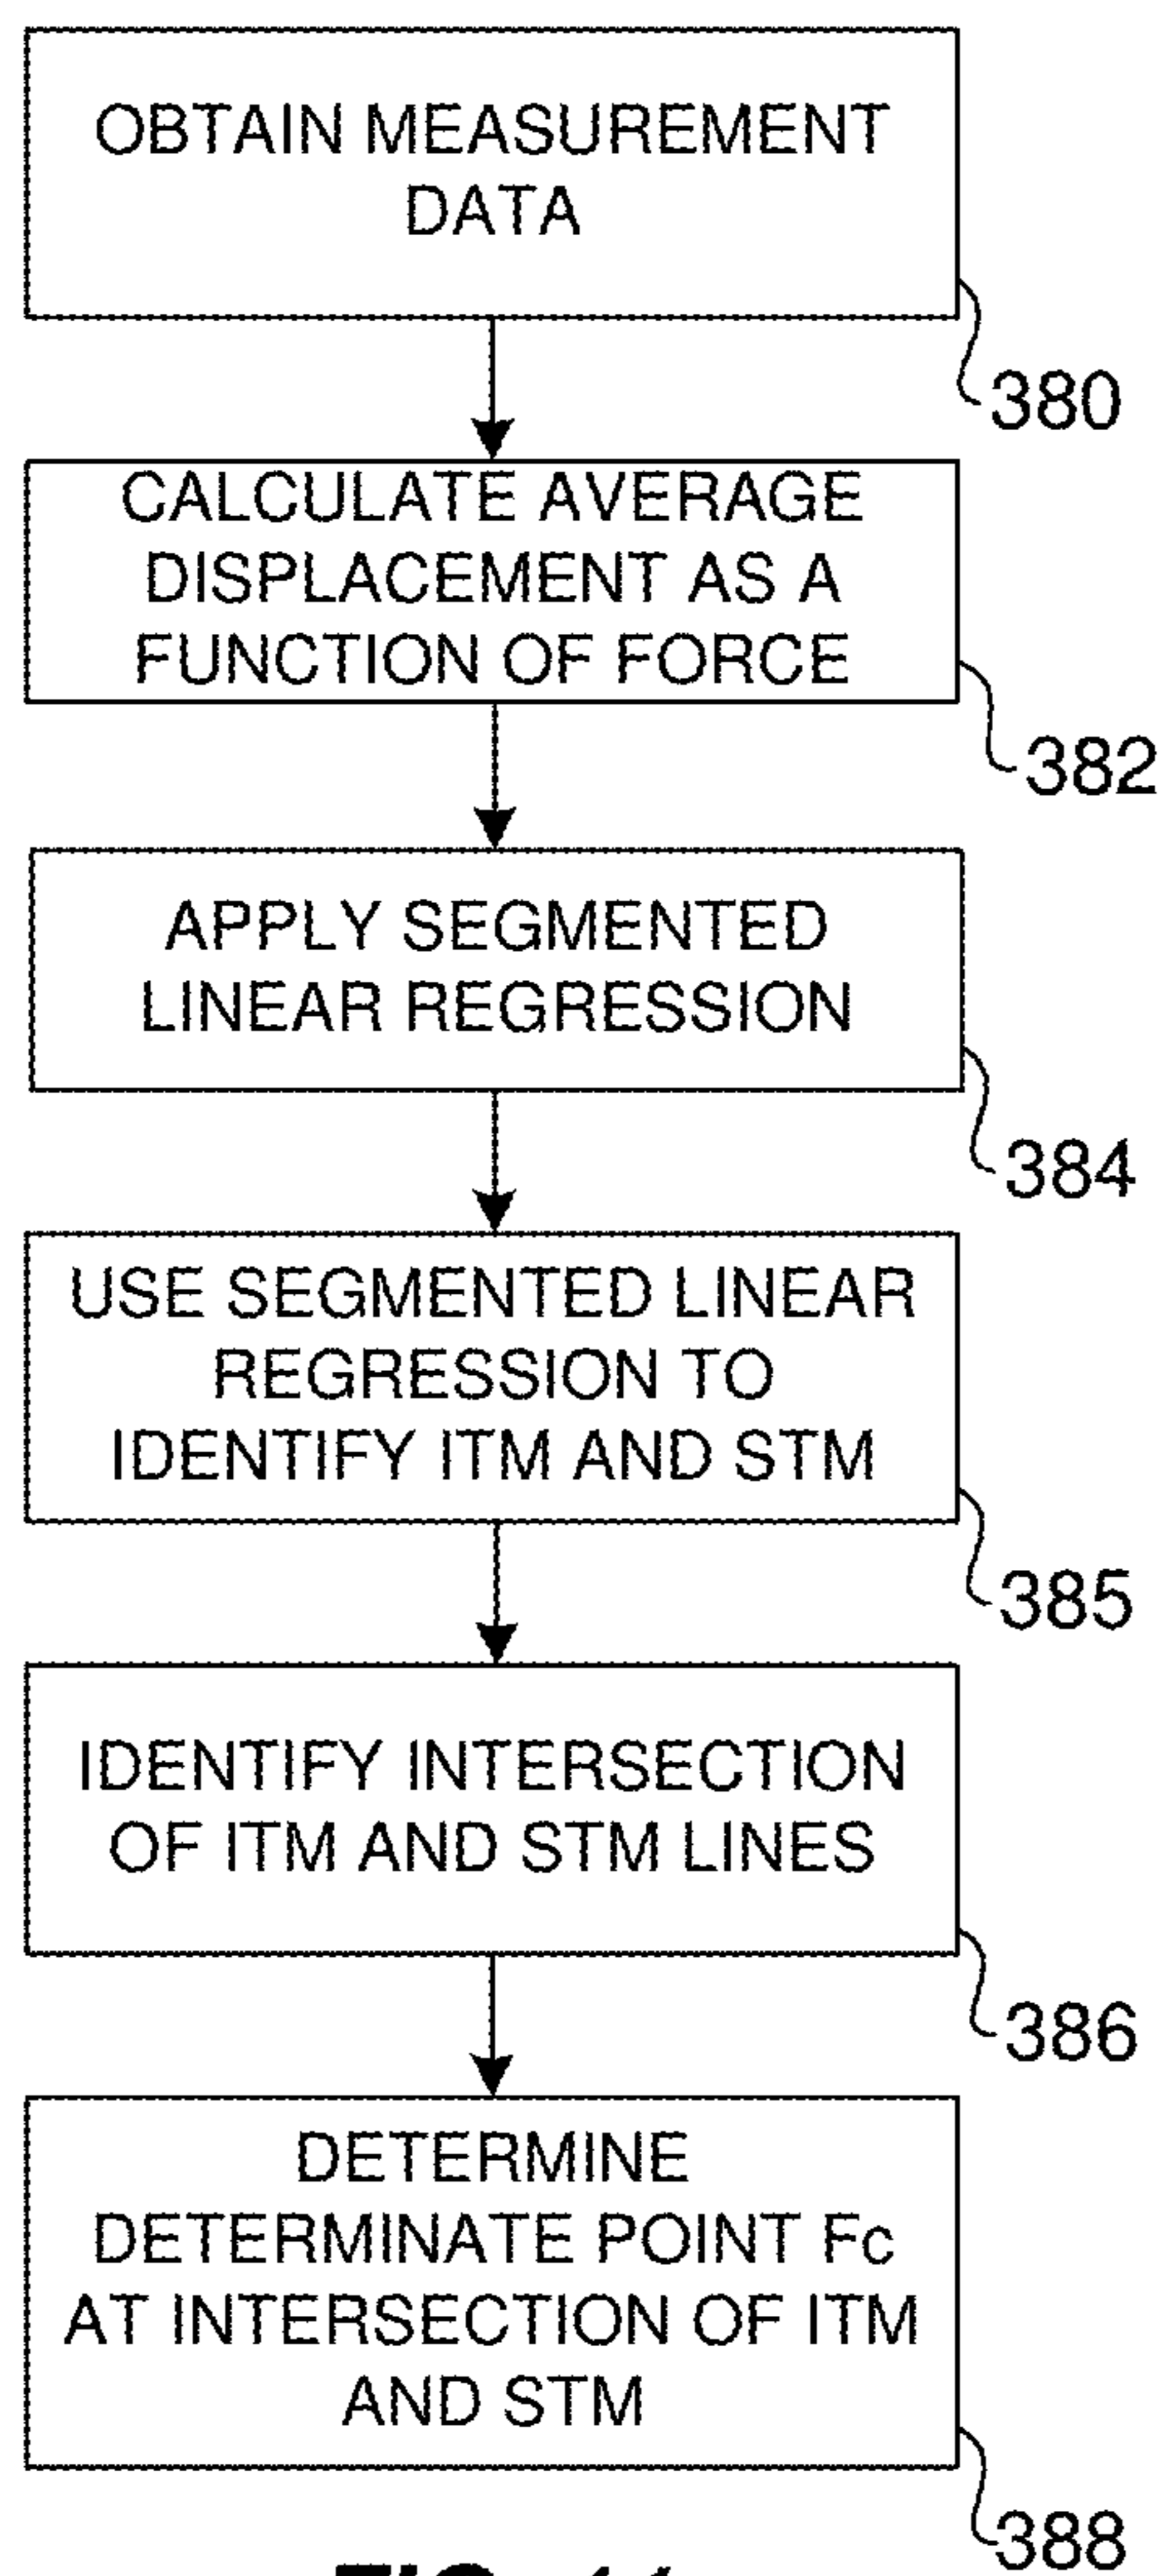 OBTAIN MEASUREMENT
DATA
380
CALCULATE AVERAGE
DISPLACEMENT AS A
FUNCTION OF FORCE
382
APPLY SEGMENTED
LINEAR REGRESSION
384
USE SEGMENTED LINEAR
REGRESSION TO
IDENTIFY ITM AND STM
385
IDENTIFY INTERSECTION
OF ITM AND STM LINES
386
DETERMINE
DETERMINATE POINT Fc
AT INTERSECTION OF ITM
AND STM
388